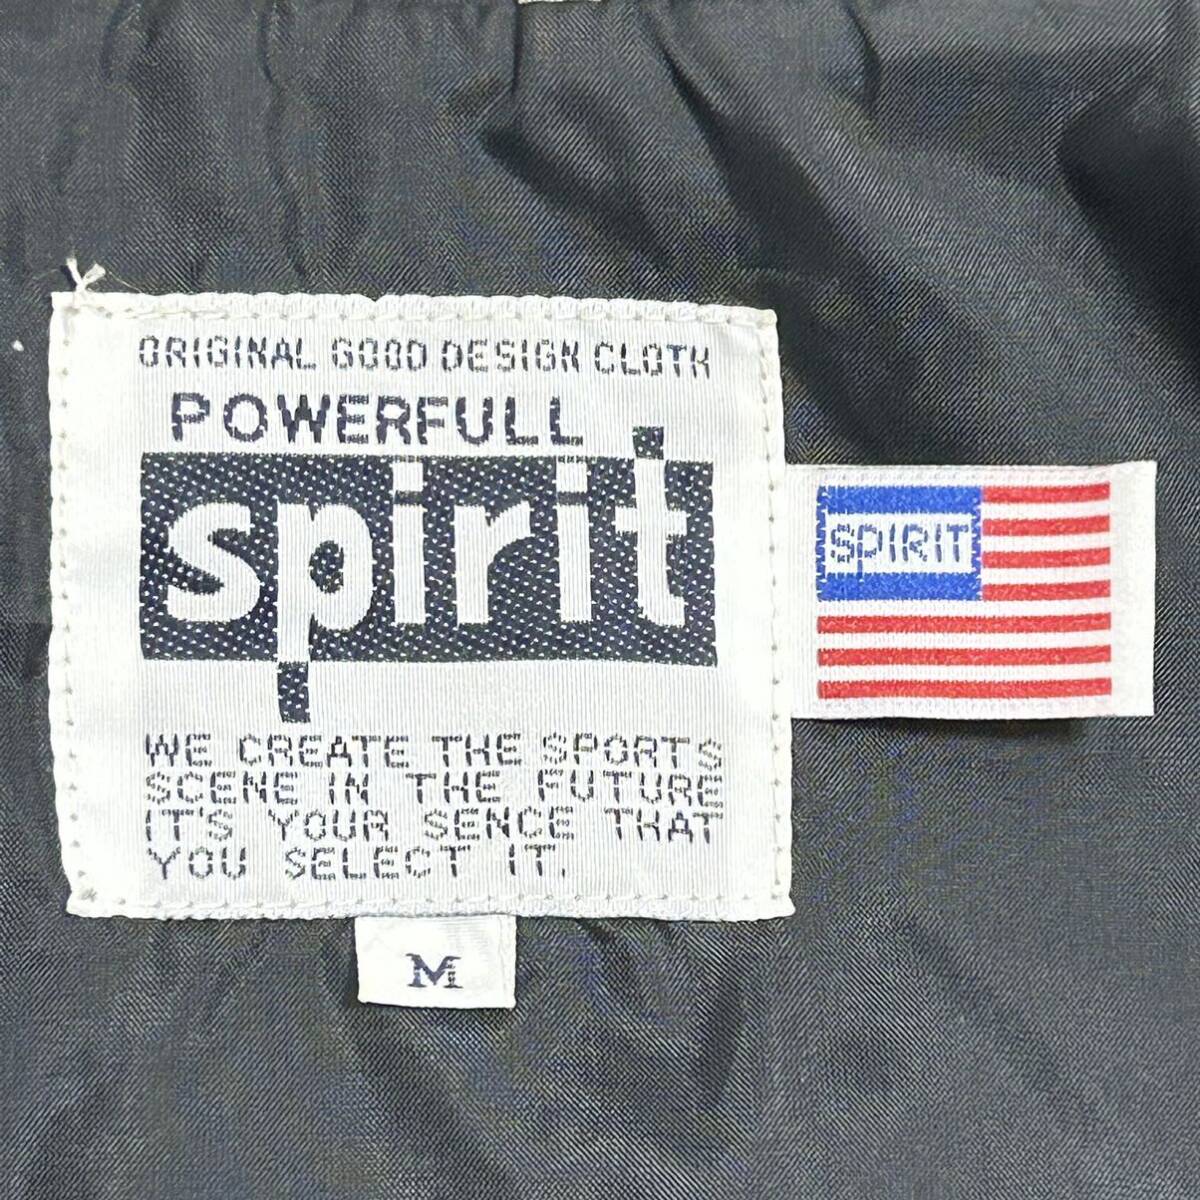 ORIGINAL GOOD DESIGN CLOTH
POWERFULL
spirit
WE CREATE THE SPORTS
SCENE IN THE FUTURE
IT'S YOUR SENCE THAT
YOU SELECT IT.
M
SPIRIT